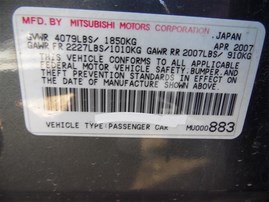 MFD. BY MITSUBISHI MOTORS CORPORATION, JAPAN
GVWR 4079LBS/ 1850KG APR 2007
GAWR FR 2227LBS/1010KG GAWR RR 2007LBS/ 910KG
THIS VEHICLE CONFORMS TO ALL APPLICABLE
FEDERAL MOTOR VEHICLE SAFETY, BUMPER, AND
THEFT PREVENTION STANDARDS IN EFFECT ON
THE DATE OF MANUFACTURE SHOWN ABOVE.
VEHICLE TYPE: PASSENGER CAR MU000883